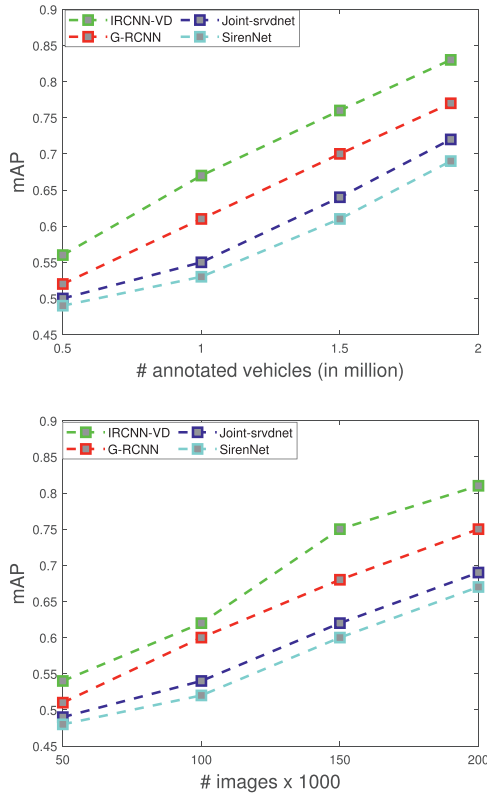 0.9
IRCNN-VD Joint-srvdnet
G-RCNN SirenNet
0.85
0.8
0.75
0.7
0.65
0.6
0.55
0.5
0.45
mAP
0.5 1 1.5 2
# annotated vehicles (in million)
0.9
IRCNN-VD Joint-srvdnet
G-RCNN SirenNet
0.85
0.8
0.75
0.7
0.65
0.6
0.55
0.5
0.45
mAP
50 100 150 200
# images x 1000